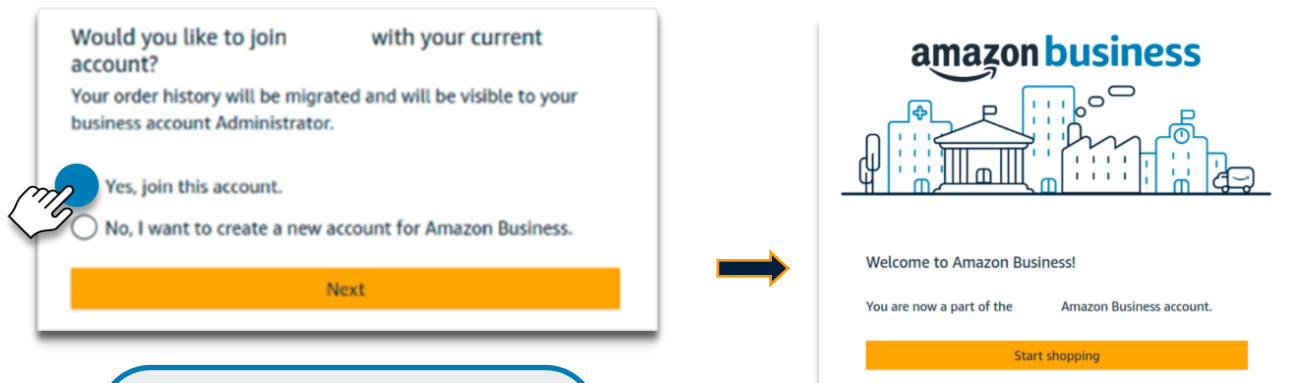 Would you like to join with your current
account?
Your order history will be migrated and will be visible to your
business account Administrator.
Yes, join this account.
No, I want to create a new account for Amazon Business.
Next
amazon business
Welcome to Amazon Business!
You are now a part of the Amazon Business account.
Start shopping